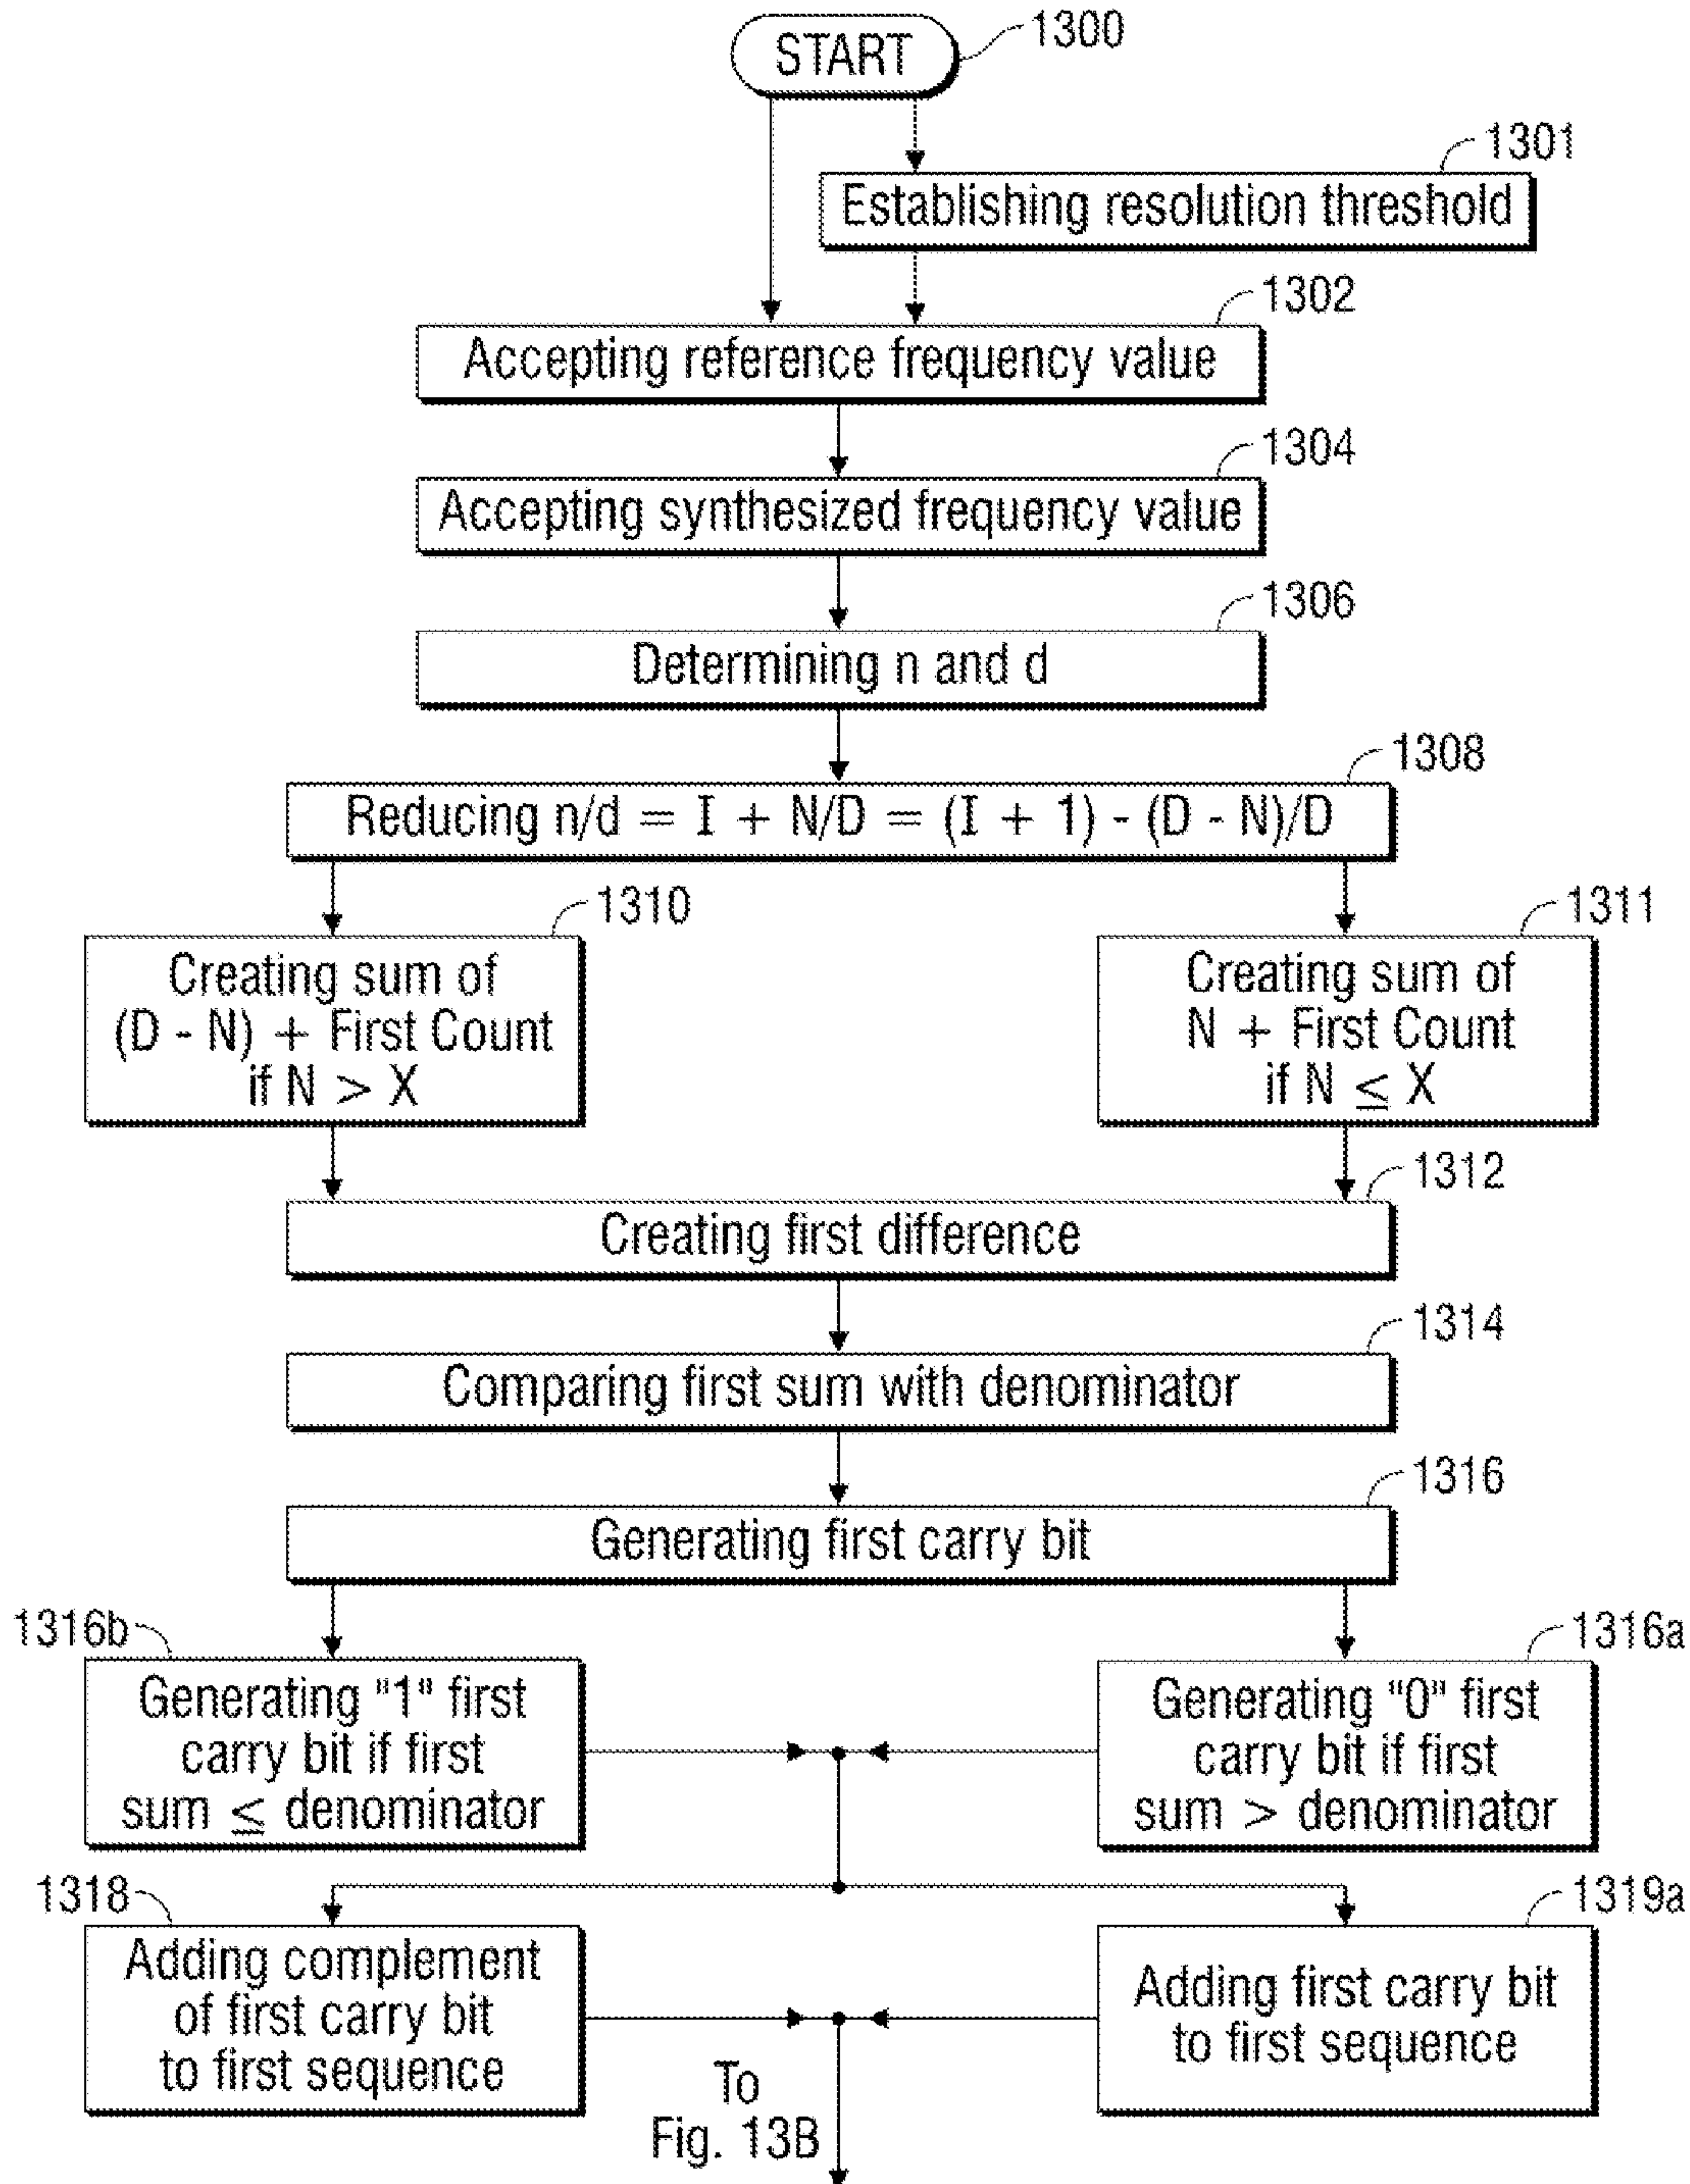 START
1300
1301
Establishing resolution threshold
1302
Accepting reference frequency value
1304
Accepting synthesized frequency value
1306
Determining n and d
1308
Reducing n/d = I + N/D = (I + 1) - (D - N)/D
1310
Creating sum of
(D - N) + First Count
if N > X
1311
Creating sum of
N + First Count
if N ≤ X
1312
Creating first difference
1314
Comparing first sum with denominator
1316
Generating first carry bit
1316b
Generating "1" first
carry bit if first
sum ≤ denominator
1316a
Generating "0" first
carry bit if first
sum > denominator
1318
Adding complement
of first carry bit
to first sequence
1319a
Adding first carry bit
to first sequence
To
Fig. 13B